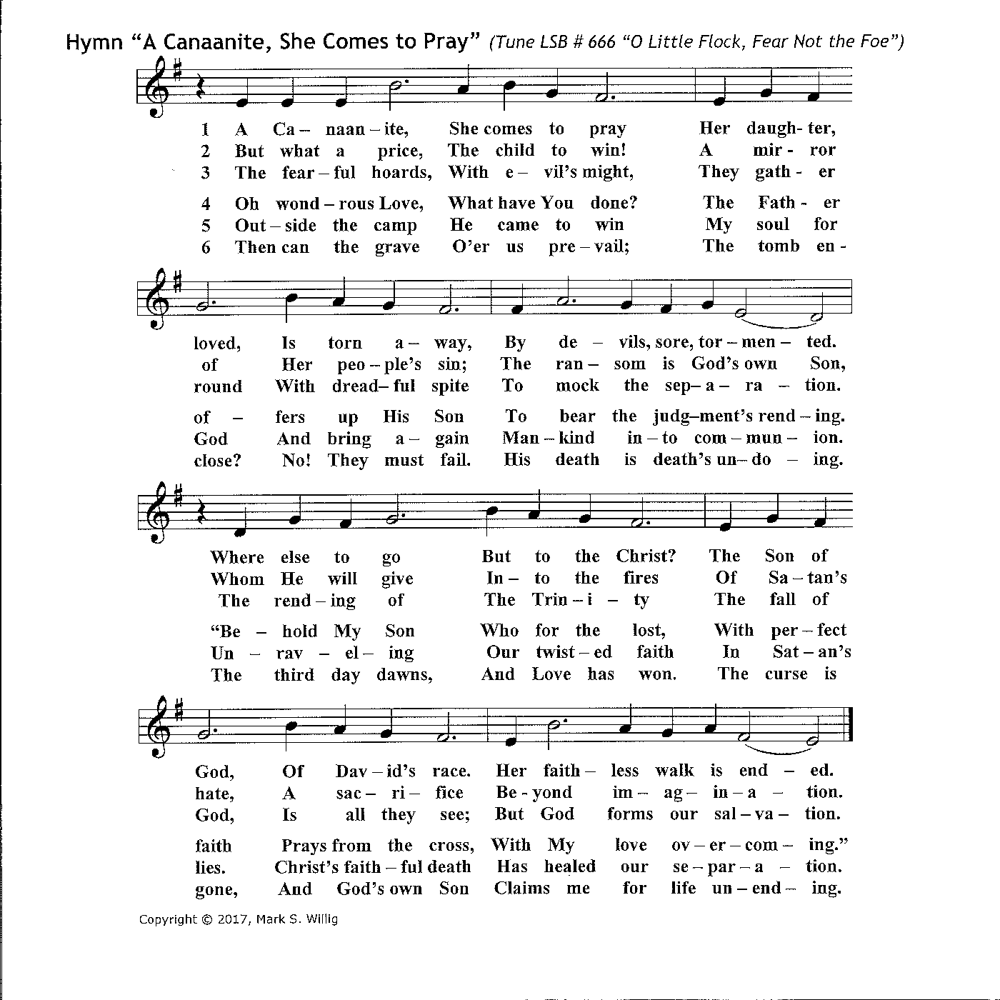 Hymn “A Canaanite, She Comes to Pray” (Tune LSB # 666 “O Little Flock, Fear Not the Foe”)
1 A Ca– naan–ite, She comes to pray Her daugh-ter,
2 But what a price, The child to win! A mir - ror
3 The fear–ful hoards, With e– vil’s might, They gath - er
4 Oh wond–rous Love, What have You done? The Fath - er
5 Out–side the camp He came to win My soul for
6 Then can the grave O’er us pre–vail; The tomb en -
loved, Is torn a– way, By de – vils, sore, tor–men– ted.
of Her peo–ple’s sin; The ran– som is God’s own Son,
round With dread–ful spite To mock the sep–a– ra – tion.
of – fers up His Son To bear the judg–ment’s rend–ing.
God And bring a– gain Man–kind in–to com–mun– ion.
close? No! They must fail. His death is death’s un–do – ing.
Where else to go But to the Christ? The Son of
Whom He will give In– to the fires Of Sa–tan’s
The rend–ing of The Trin–i – ty The fall of
“Be – hold My Son Who for the lost, With per–fect
Un – rav – el– ing Our twist–ed faith In Sat–an’s
The third day dawns, And Love has won. The curse is
God, Of Dav–id’s race. Her faith– less walk is end – ed.
hate, A sac– ri– fice Be-yond im– ag– in–a – tion.
God, Is all they see; But God forms our sal–va– tion.
faith Prays from the cross, With My love ov–er–com– ing.”
lies. Christ’s faith–ful death Has healed our se–par–a – tion.
gone, And God’s own Son Claims me for life un–end– ing.
Copyright © 2017, Mark S. Willig